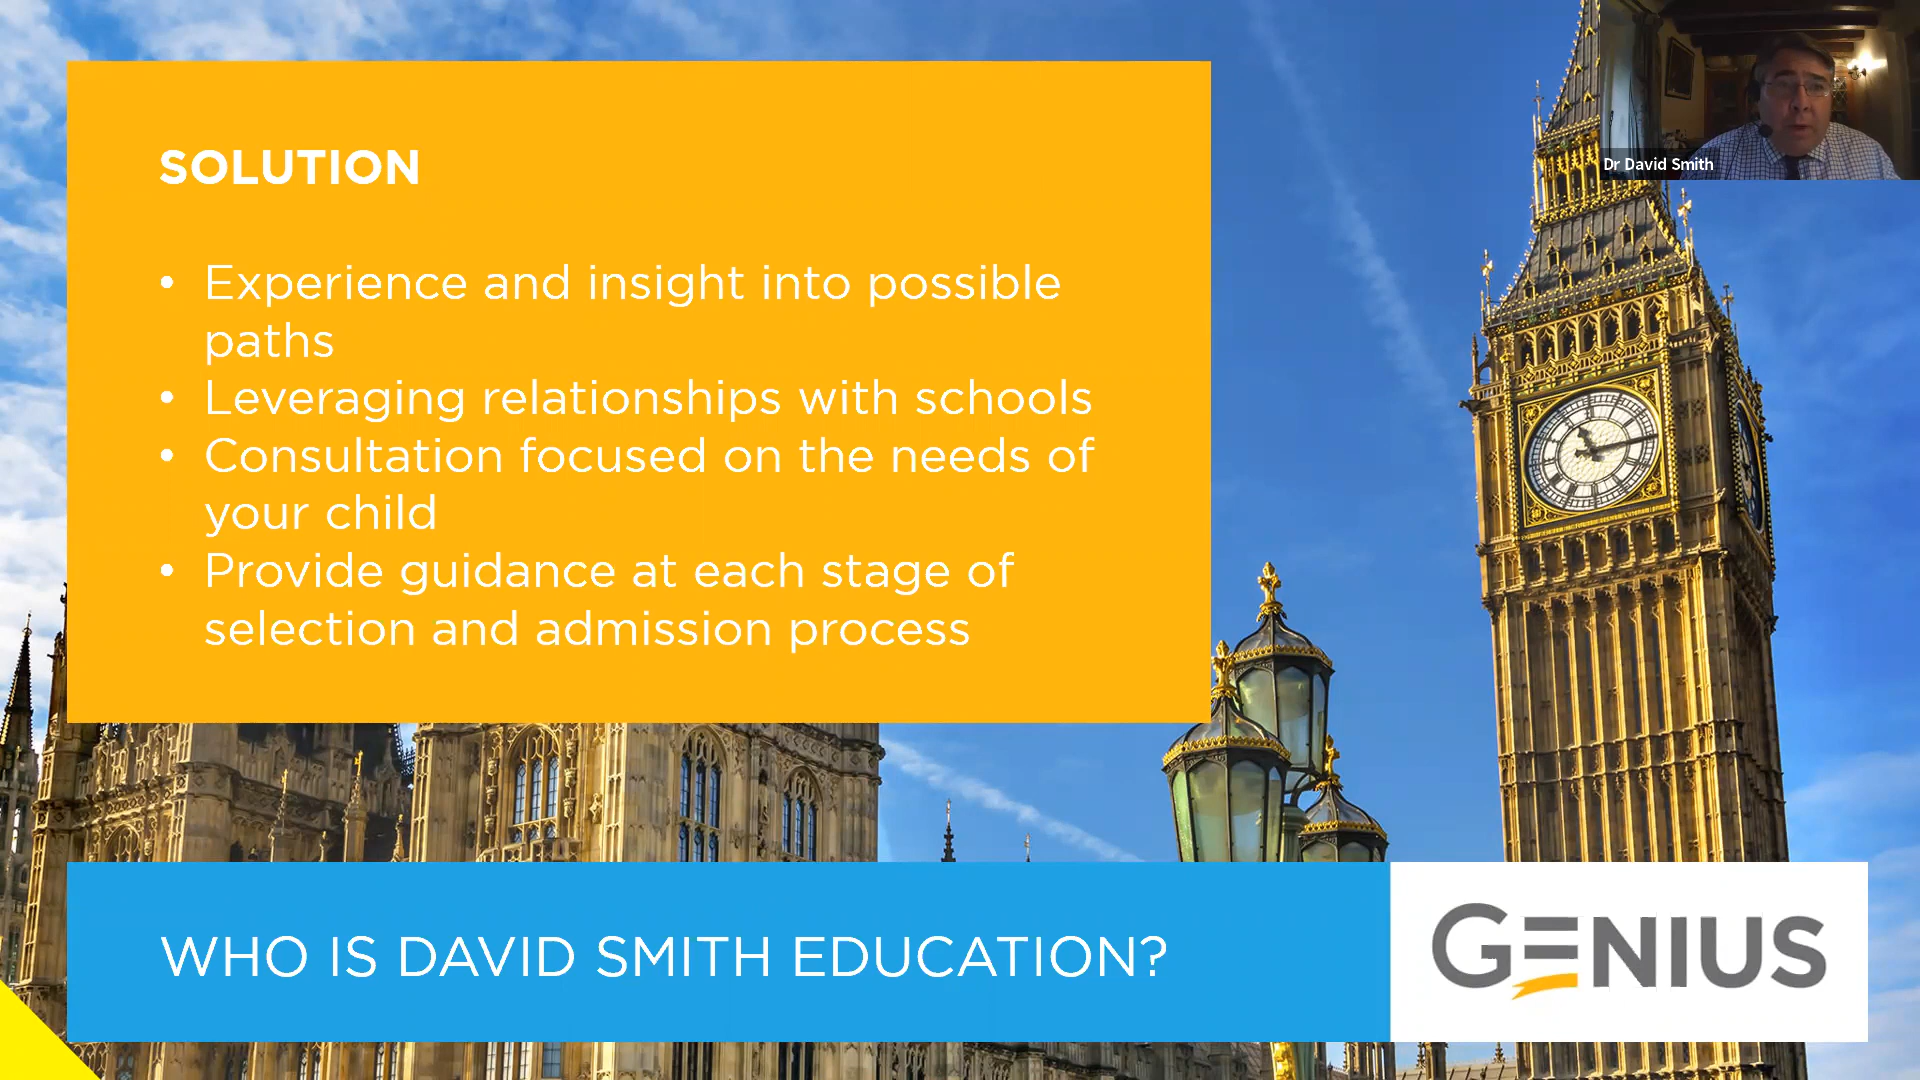 Dr David Smith
SOLUTION
• Experience and insight into possible
paths
• Leveraging relationships with schools
• Consultation focused on the needs of
your child
• Provide guidance at each stage of
selection and admission process
WHO IS DAVID SMITH EDUCATION?
GENIUS